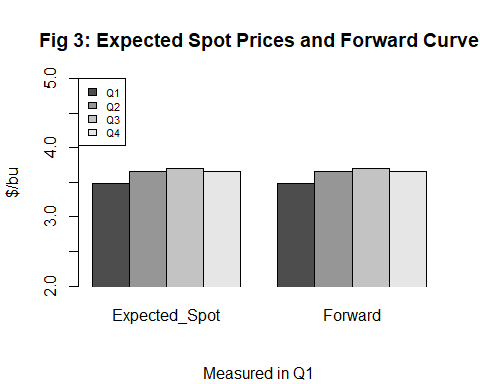 Fig 3: Expected Spot Prices and Forward Curve
5.0
4.0
3.0
2.0
$/bu
Q1
Q2
Q3
Q4
Expected_Spot
Forward
Measured in Q1